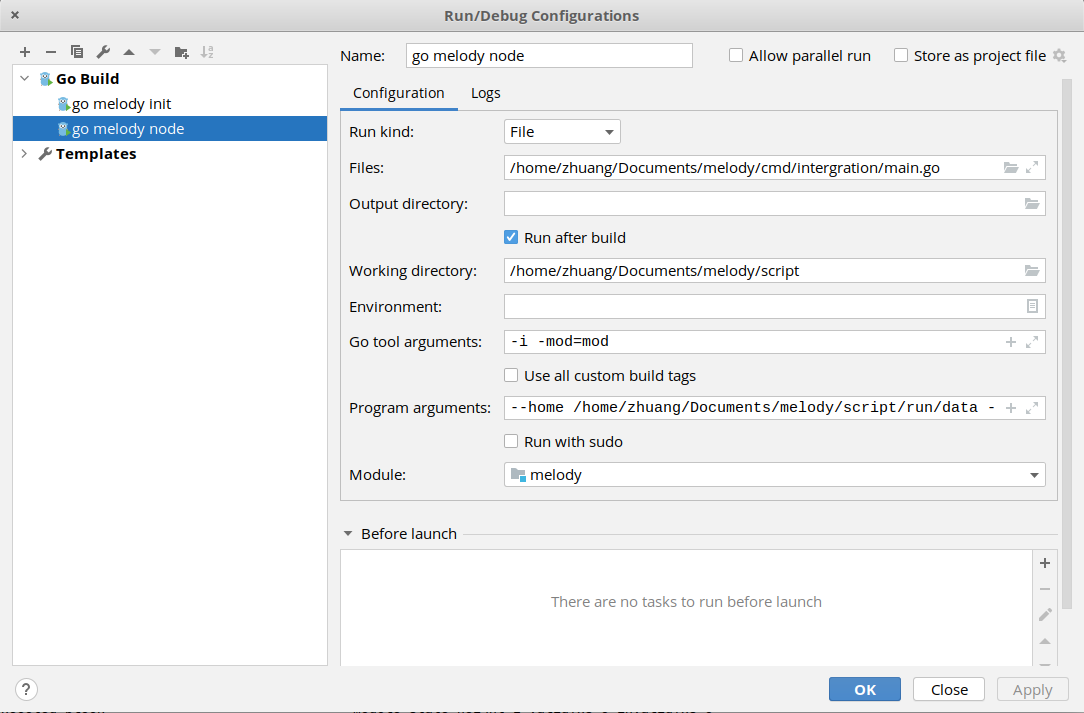 Run/Debug Configurations
Name: go melody node Allow parallel run Store as project file
Go Build
go melody init
go melody node
Templates
Configuration Logs
Run kind: File
Files: /home/zhuang/Documents/melody/cmd/intergration/main.go
Output directory:
Run after build
Working directory: /home/zhuang/Documents/melody/script
Environment:
Go tool arguments: -i -mod=mod
Use all custom build tags
Program arguments: --home /home/zhuang/Documents/melody/script/run/data -
Run with sudo
Module: melody
Before launch
There are no tasks to run before launch
? OK Close Apply